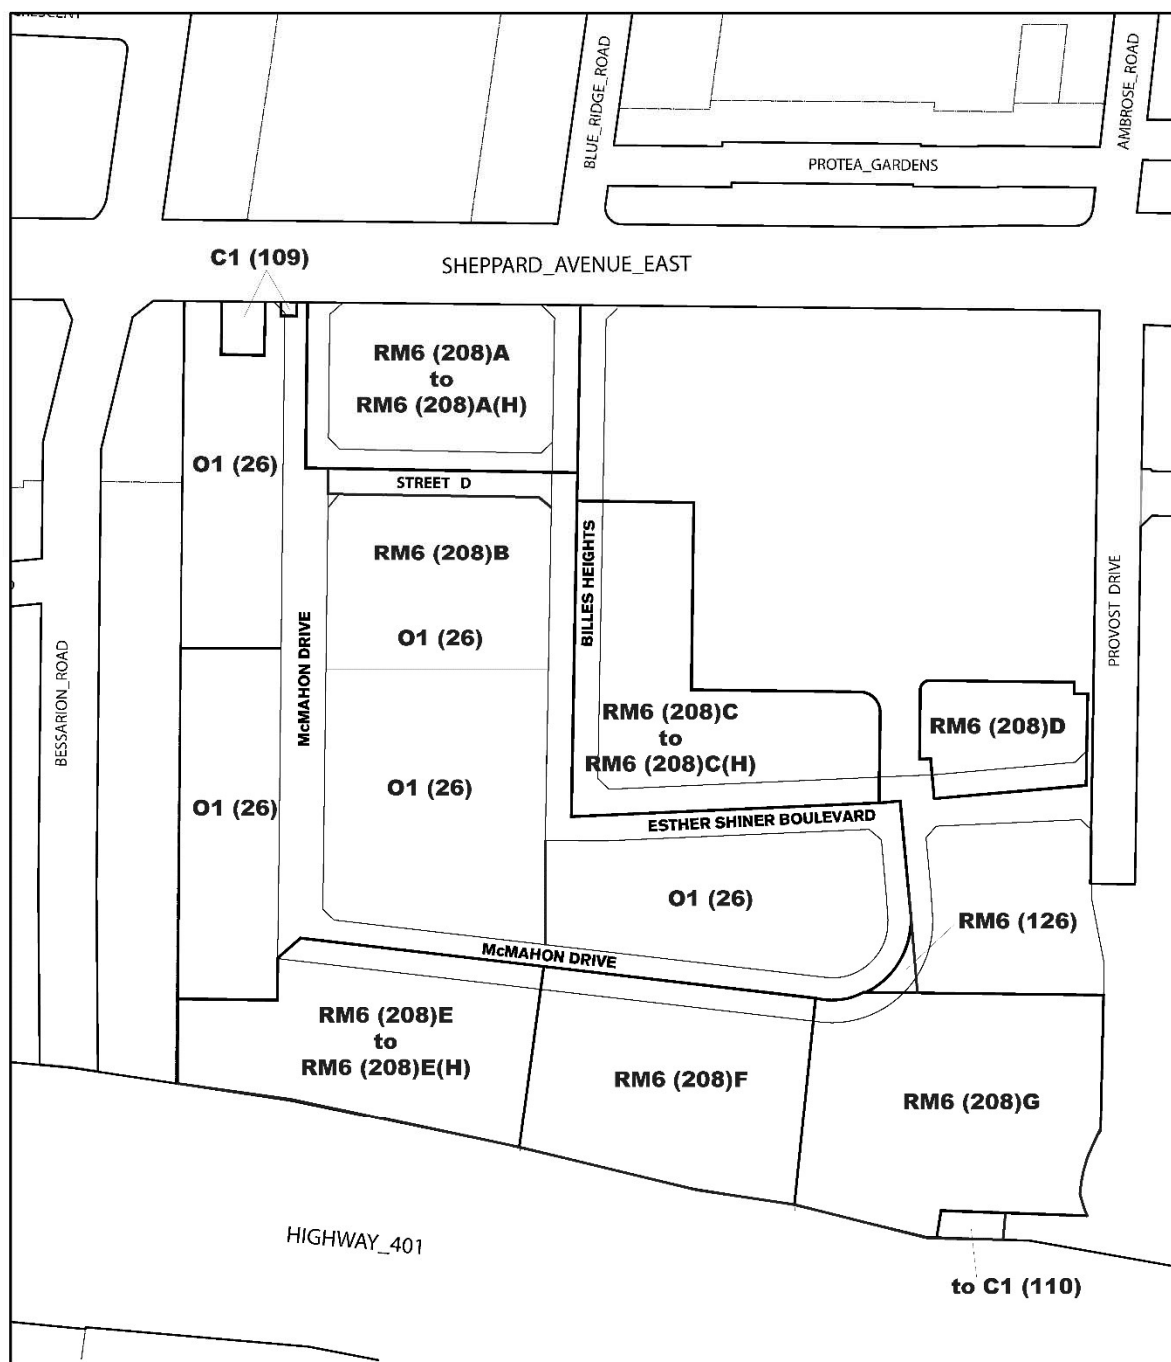 BLUE_RIDGE_ROAD
AMBROSE_ROAD
PROTEA_GARDENS
C1 (109)
SHEPPARD_AVENUE_EAST
RM6 (208)A
to
RM6 (208)A(H)
O1 (26)
STREET D
RM6 (208)B
BILLES HEIGHTS
PROVOST DRIVE
O1 (26)
McMAHON DRIVE
BESSARION_ROAD
RM6 (208)C
to
RM6 (208)C(H)
RM6 (208)D
O1 (26)
O1 (26)
ESTHER SHINER BOULEVARD
O1 (26)
RM6 (126)
McMAHON DRIVE
RM6 (208)E
to
RM6 (208)E(H)
RM6 (208)F
RM6 (208)G
HIGHWAY_401
to C1 (110)